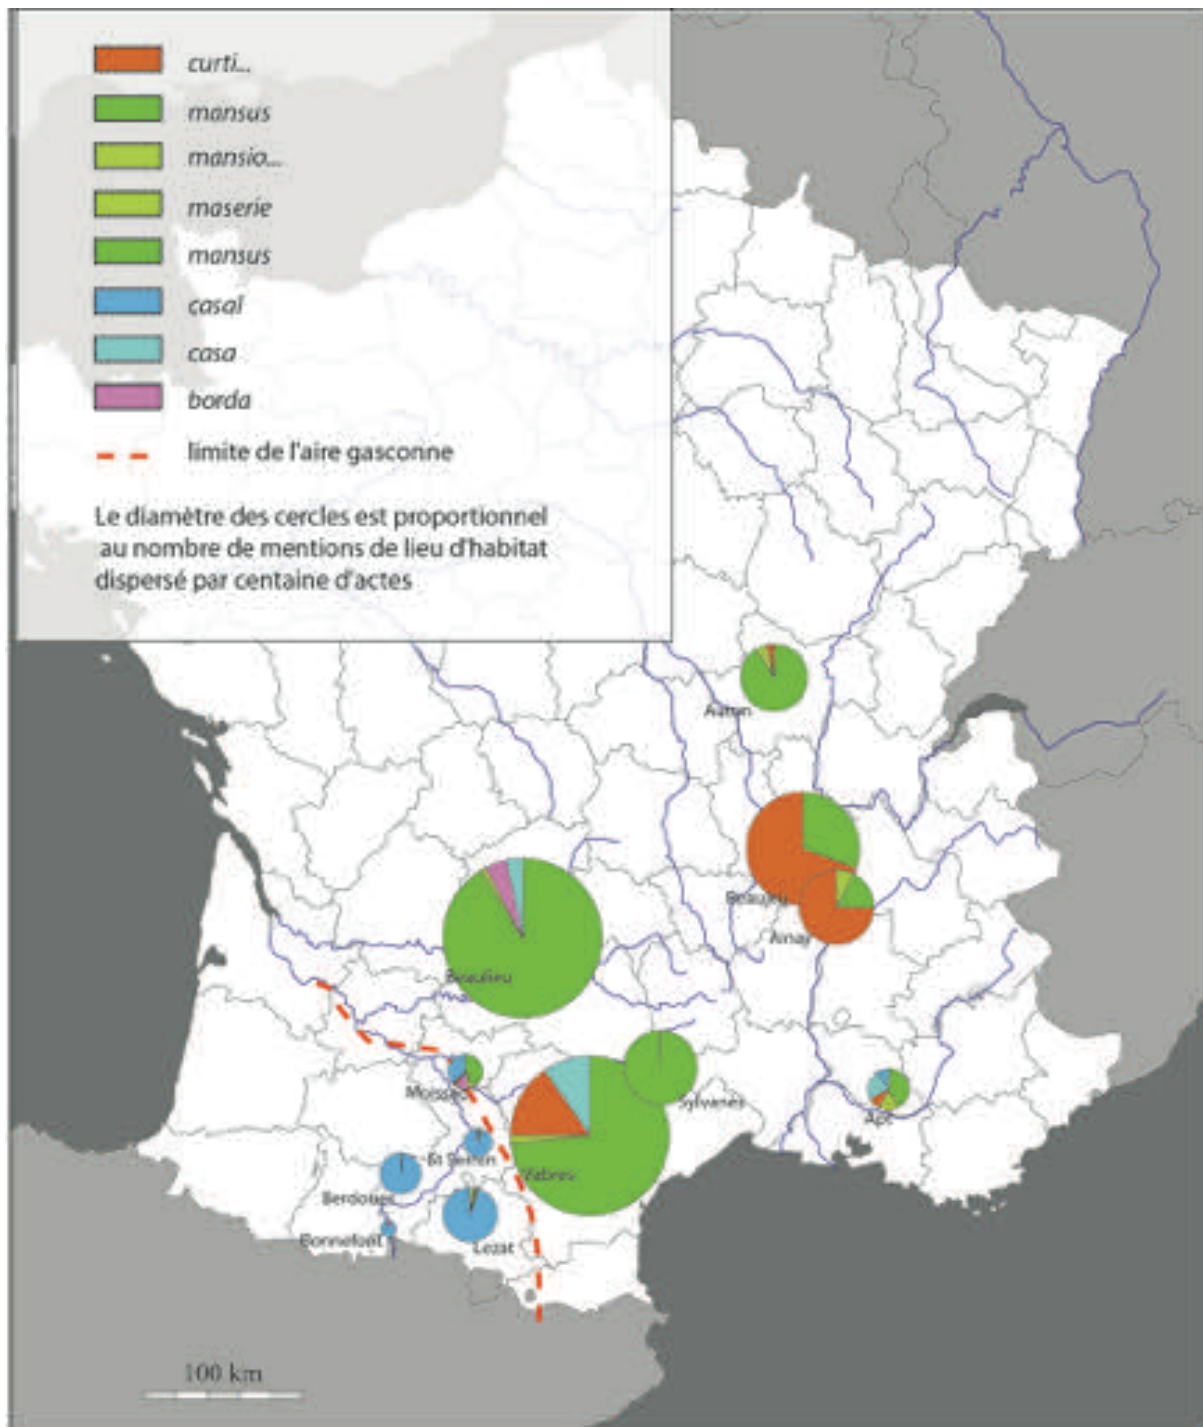 curti...
mansus
mansio...
maserie
mansus
casal
casa
borda
limite de l'aire gasconne
Le diamètre des cercles est proportionnel
au nombre de mentions de lieu d'habitat
dispersé par centaine d'actes
Autun
Beaujeu
Ainay
Beaulieu
Moissac
Sylvanès
Apt
St Sernin
Vabres
Berdoues
Bonnefont
Lezat
100 km